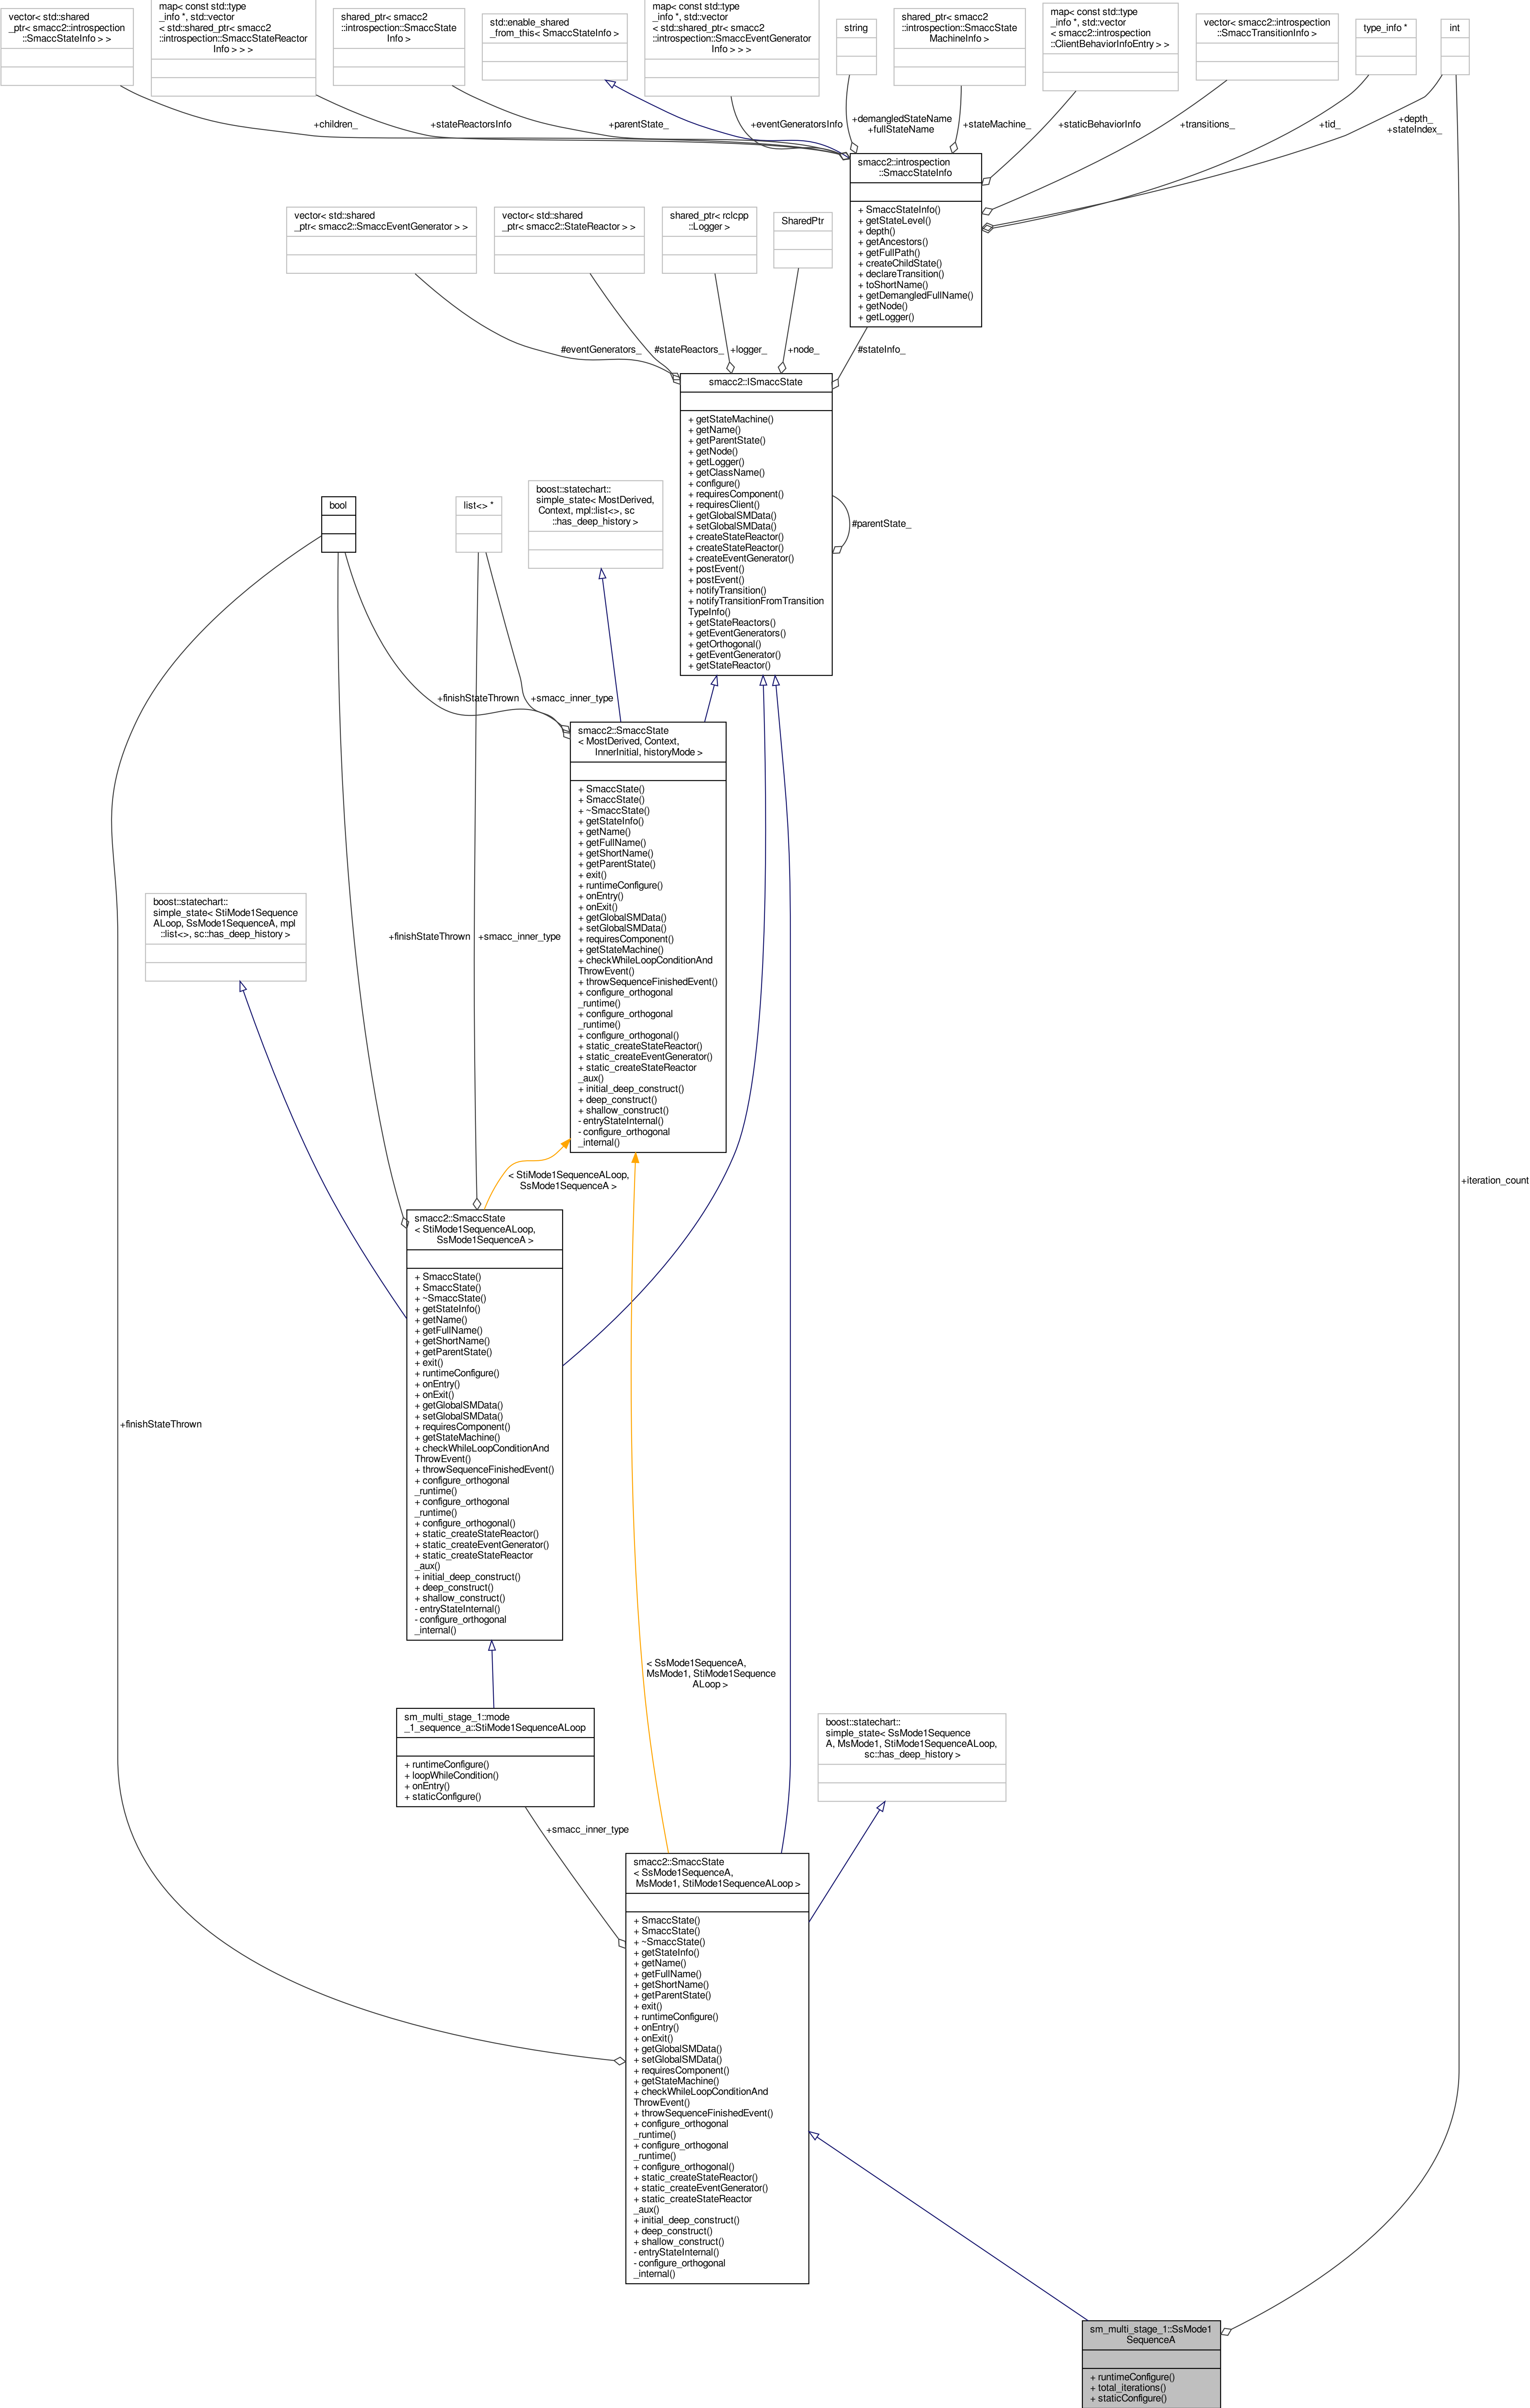 vector< std::shared
_ptr< smacc2::introspection
::SmaccStateInfo > >
map< const std::type
_info *, std::vector
< std::shared_ptr< smacc2
::introspection::SmaccStateReactor
Info > > >
shared_ptr< smacc2
::introspection::SmaccState
Info >
std::enable_shared
_from_this< SmaccStateInfo >
map< const std::type
_info *, std::vector
< std::shared_ptr< smacc2
::introspection::SmaccEventGenerator
Info > > >
string
shared_ptr< smacc2
::introspection::SmaccState
MachineInfo >
map< const std::type
_info *, std::vector
< smacc2::introspection
::ClientBehaviorInfoEntry > >
vector< smacc2::introspection
::SmaccTransitionInfo >
type_info *
int
+children_
+stateReactorsInfo
+parentState_
+eventGeneratorsInfo
+demangledStateName
+fullStateName
+stateMachine_
+staticBehaviorInfo
+transitions_
+tid_
+depth_
+stateIndex_
smacc2::introspection
::SmaccStateInfo
+ SmaccStateInfo()
+ getStateLevel()
+ depth()
+ getAncestors()
+ getFullPath()
+ createChildState()
+ declareTransition()
+ toShortName()
+ getDemangledFullName()
+ getNode()
+ getLogger()
vector< std::shared
_ptr< smacc2::SmaccEventGenerator > >
vector< std::shared
_ptr< smacc2::StateReactor > >
shared_ptr< rclcpp
::Logger >
SharedPtr
#eventGenerators_
#stateReactors_
+logger_
+node_
#stateInfo_
smacc2::ISmaccState
+ getStateMachine()
+ getName()
+ getParentState()
+ getNode()
+ getLogger()
+ getClassName()
+ configure()
+ requiresComponent()
+ requiresClient()
+ getGlobalSMData()
+ setGlobalSMData()
+ createStateReactor()
+ createStateReactor()
+ createEventGenerator()
+ postEvent()
+ postEvent()
+ notifyTransition()
+ notifyTransitionFromTransition
TypeInfo()
+ getStateReactors()
+ getEventGenerators()
+ getOrthogonal()
+ getEventGenerator()
+ getStateReactor()
#parentState_
bool
list<> *
boost::statechart::
simple_state< MostDerived,
Context, mpl::list<>, sc
::has_deep_history >
+finishStateThrown
+smacc_inner_type
smacc2::SmaccState
< MostDerived, Context,
InnerInitial, historyMode >
+ SmaccState()
+ SmaccState()
+ ~SmaccState()
+ getStateInfo()
+ getName()
+ getFullName()
+ getShortName()
+ getParentState()
+ exit()
+ runtimeConfigure()
+ onEntry()
+ onExit()
+ getGlobalSMData()
+ setGlobalSMData()
+ requiresComponent()
+ getStateMachine()
+ checkWhileLoopConditionAnd
ThrowEvent()
+ throwSequenceFinishedEvent()
+ configure_orthogonal
_runtime()
+ configure_orthogonal
_runtime()
+ configure_orthogonal()
+ static_createStateReactor()
+ static_createEventGenerator()
+ static_createStateReactor
_aux()
+ initial_deep_construct()
+ deep_construct()
+ shallow_construct()
- entryStateInternal()
- configure_orthogonal
_internal()
boost::statechart::
simple_state< StiMode1Sequence
ALoop, SsMode1SequenceA, mpl
::list<>, sc::has_deep_history >
+finishStateThrown
+smacc_inner_type
< StiMode1SequenceALoop,
SsMode1SequenceA >
+iteration_count
smacc2::SmaccState
< StiMode1SequenceALoop,
SsMode1SequenceA >
+ SmaccState()
+ SmaccState()
+ ~SmaccState()
+ getStateInfo()
+ getName()
+ getFullName()
+ getShortName()
+ getParentState()
+ exit()
+ runtimeConfigure()
+ onEntry()
+ onExit()
+ getGlobalSMData()
+ setGlobalSMData()
+ requiresComponent()
+ getStateMachine()
+ checkWhileLoopConditionAnd
ThrowEvent()
+ throwSequenceFinishedEvent()
+ configure_orthogonal
_runtime()
+ configure_orthogonal
_runtime()
+ configure_orthogonal()
+ static_createStateReactor()
+ static_createEventGenerator()
+ static_createStateReactor
_aux()
+ initial_deep_construct()
+ deep_construct()
+ shallow_construct()
- entryStateInternal()
- configure_orthogonal
_internal()
+finishStateThrown
< SsMode1SequenceA,
MsMode1, StiMode1Sequence
ALoop >
sm_multi_stage_1::mode
_1_sequence_a::StiMode1SequenceALoop
+ runtimeConfigure()
+ loopWhileCondition()
+ onEntry()
+ staticConfigure()
boost::statechart::
simple_state< SsMode1Sequence
A, MsMode1, StiMode1SequenceALoop,
sc::has_deep_history >
+smacc_inner_type
smacc2::SmaccState
< SsMode1SequenceA,
MsMode1, StiMode1SequenceALoop >
+ SmaccState()
+ SmaccState()
+ ~SmaccState()
+ getStateInfo()
+ getName()
+ getFullName()
+ getShortName()
+ getParentState()
+ exit()
+ runtimeConfigure()
+ onEntry()
+ onExit()
+ getGlobalSMData()
+ setGlobalSMData()
+ requiresComponent()
+ getStateMachine()
+ checkWhileLoopConditionAnd
ThrowEvent()
+ throwSequenceFinishedEvent()
+ configure_orthogonal
_runtime()
+ configure_orthogonal
_runtime()
+ configure_orthogonal()
+ static_createStateReactor()
+ static_createEventGenerator()
+ static_createStateReactor
_aux()
+ initial_deep_construct()
+ deep_construct()
+ shallow_construct()
- entryStateInternal()
- configure_orthogonal
_internal()
sm_multi_stage_1::SsMode1
SequenceA
+ runtimeConfigure()
+ total_iterations()
+ staticConfigure()